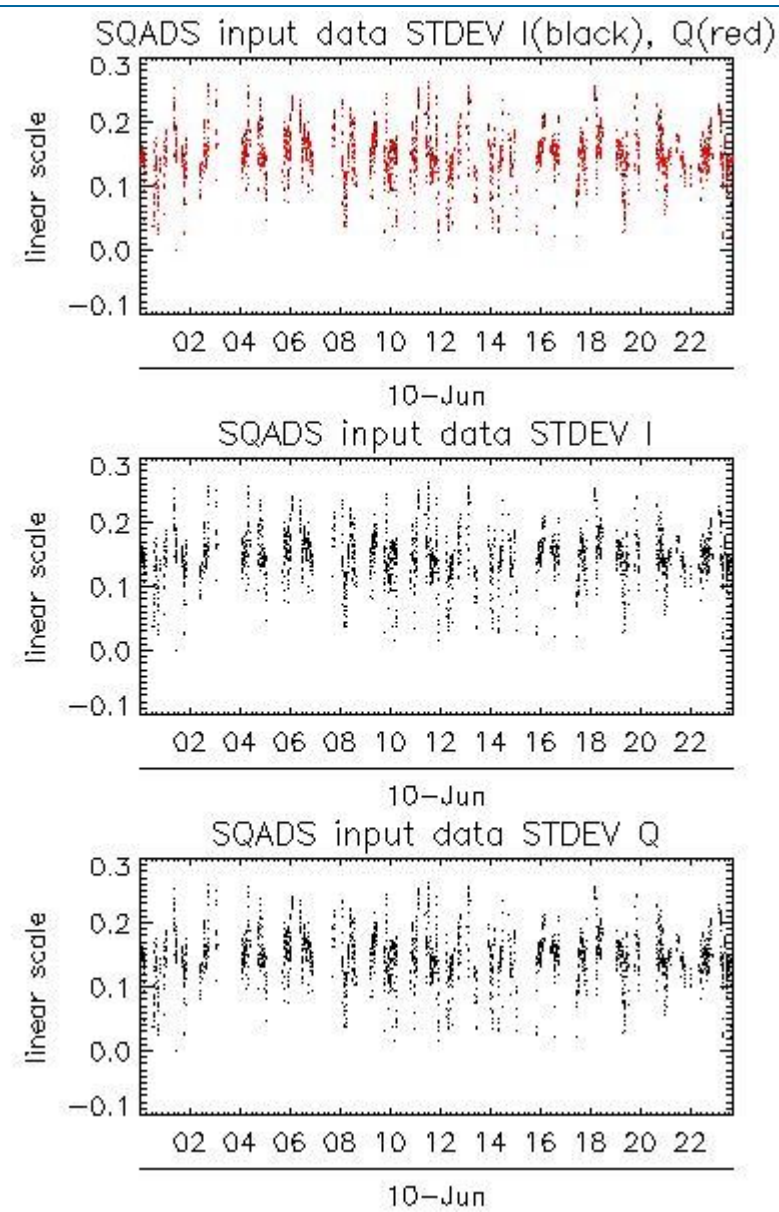 SQADS input data STDEV I(black), Q(red)
0.3
0.2
0.1
0.0
−0.1
linear scale
02 04 06 08 10 12 14 16 18 20 22
10−Jun
SQADS input data STDEV I
0.3
0.2
0.1
0.0
−0.1
linear scale
02 04 06 08 10 12 14 16 18 20 22
10−Jun
SQADS input data STDEV Q
0.3
0.2
0.1
0.0
−0.1
linear scale
02 04 06 08 10 12 14 16 18 20 22
10−Jun